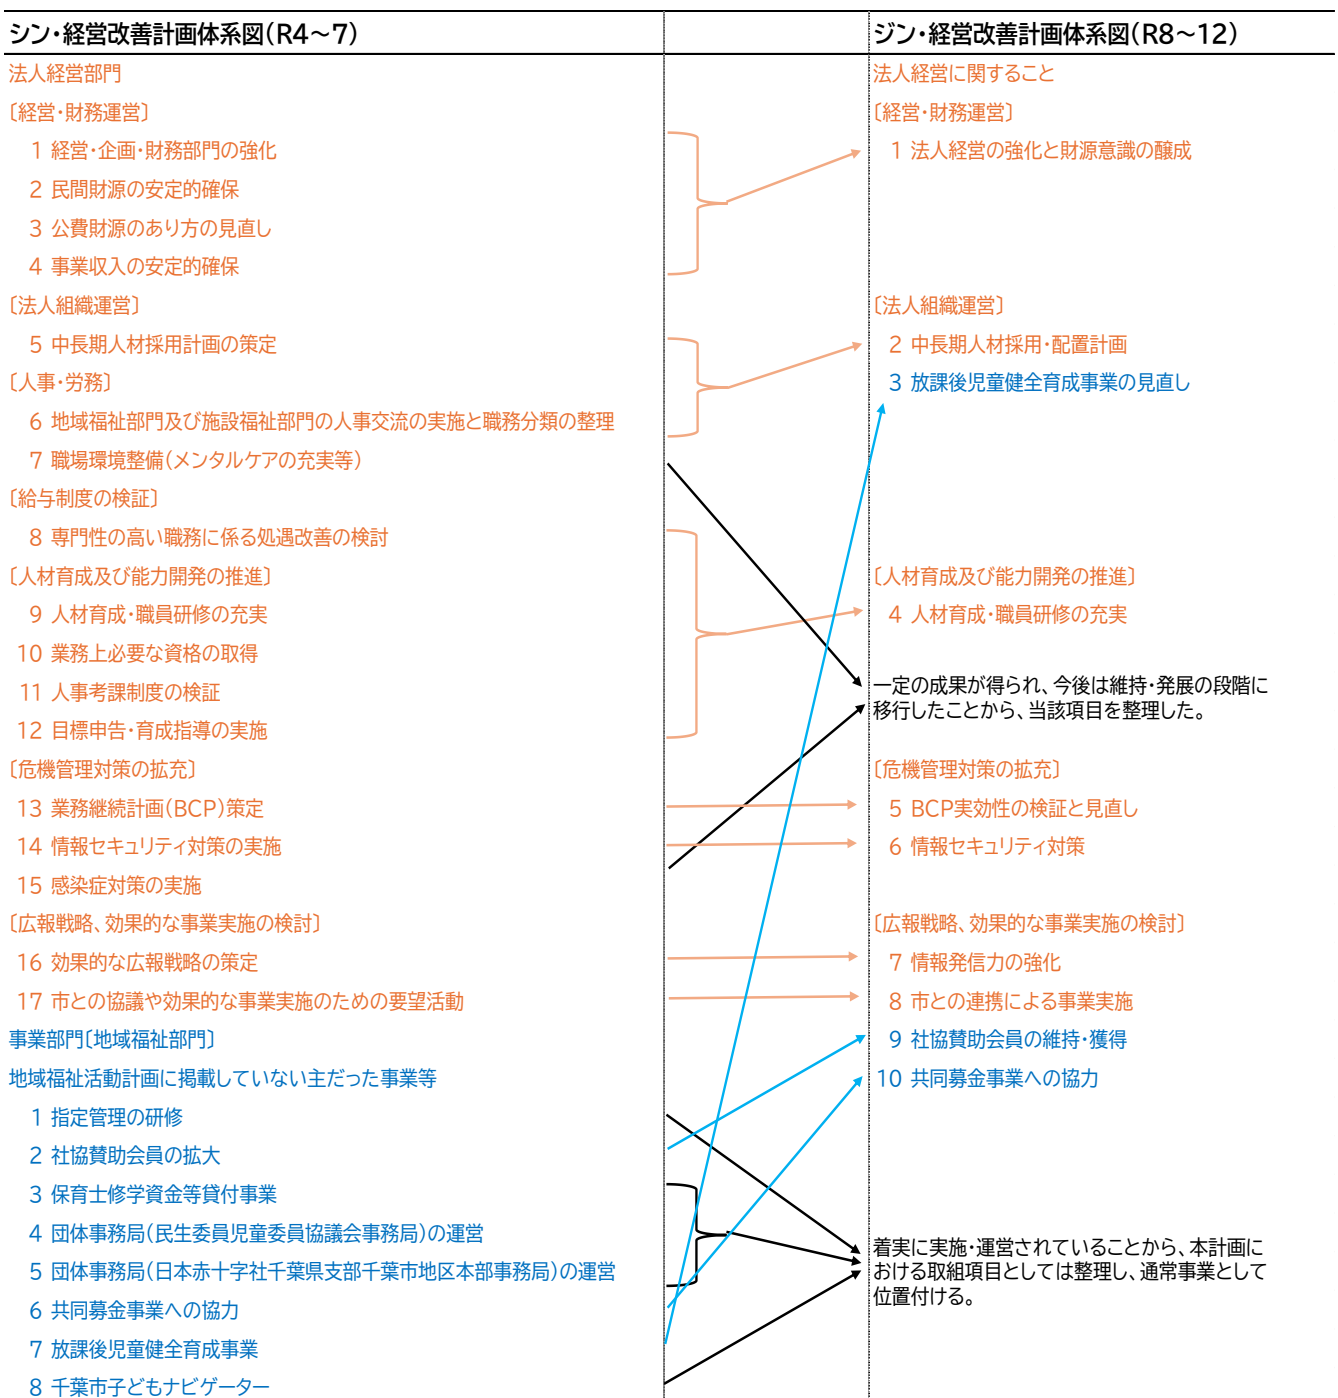 シン・経営改善計画体系図(R4～7)
ジン・経営改善計画体系図(R8～12)
法人経営部門
法人経営に関すること
〔経営・財務運営〕
〔経営・財務運営〕
1 経営・企画・財務部門の強化
1 法人経営の強化と財源意識の醸成
2 民間財源の安定的確保
3 公費財源のあり方の見直し
4 事業収入の安定的確保
〔法人組織運営〕
〔法人組織運営〕
5 中長期人材採用計画の策定
2 中長期人材採用・配置計画
〔人事・労務〕
3 放課後児童健全育成事業の見直し
6 地域福祉部門及び施設福祉部門の人事交流の実施と職務分類の整理
7 職場環境整備(メンタルケアの充実等)
〔給与制度の検証〕
8 専門性の高い職務に係る処遇改善の検討
〔人材育成及び能力開発の推進〕
〔人材育成及び能力開発の推進〕
9 人材育成・職員研修の充実
4 人材育成・職員研修の充実
10 業務上必要な資格の取得
11 人事考課制度の検証
一定の成果が得られ、今後は維持・発展の段階に
移行したことから、当該項目を整理した。
12 目標申告・育成指導の実施
〔危機管理対策の拡充〕
〔危機管理対策の拡充〕
13 業務継続計画(BCP)策定
5 BCP実効性の検証と見直し
14 情報セキュリティ対策の実施
6 情報セキュリティ対策
15 感染症対策の実施
〔広報戦略、効果的な事業実施の検討〕
〔広報戦略、効果的な事業実施の検討〕
16 効果的な広報戦略の策定
7 情報発信力の強化
17 市との協議や効果的な事業実施のための要望活動
8 市との連携による事業実施
事業部門〔地域福祉部門〕
9 社協賛助会員の維持・獲得
地域福祉活動計画に掲載していない主だった事業等
10 共同募金事業への協力
1 指定管理の研修
2 社協賛助会員の拡大
3 保育士修学資金等貸付事業
4 団体事務局(民生委員児童委員協議会事務局)の運営
5 団体事務局(日本赤十字社千葉県支部千葉市地区本部事務局)の運営
着実に実施・運営されていることから、本計画に
おける取組項目としては整理し、通常事業として
位置付ける。
6 共同募金事業への協力
7 放課後児童健全育成事業
8 千葉市子どもナビゲーター